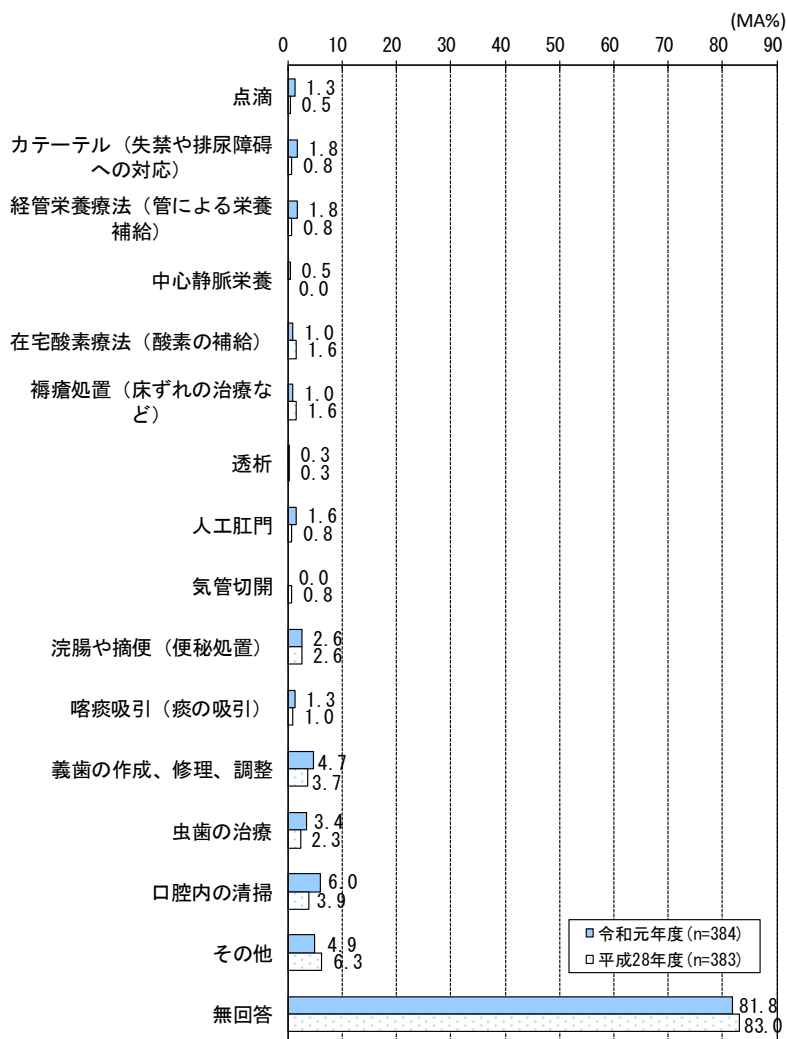 (MA%)
0 10 20 30 40 50 60 70 80 90
点滴
1.3
0.5
カテーテル（失禁や排尿障碍
への対応）
1.8
0.8
経管栄養療法（管による栄養
補給）
1.8
0.8
中心静脈栄養
0.5
0.0
在宅酸素療法（酸素の補給）
1.0
1.6
褥瘡処置（床ずれの治療な
ど）
1.0
1.6
透析
0.3
0.3
人工肛門
1.6
0.8
気管切開
0.0
0.8
浣腸や摘便（便秘処置）
2.6
2.6
喀痰吸引（痰の吸引）
1.3
1.0
義歯の作成、修理、調整
4.7
3.7
虫歯の治療
3.4
2.3
口腔内の清掃
6.0
3.9
その他
4.9
6.3
令和元年度(n=384)
平成28年度(n=383)
無回答
81.8
83.0